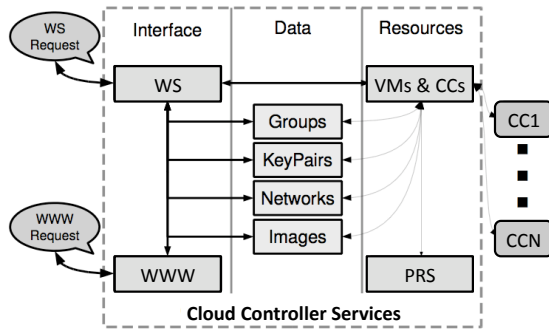 WS
Request
Interface
Data
Resources
WS
VMs & CCs
Groups
CC1
KeyPairs
Networks
WWW
Request
Images
CCN
WWW
PRS
Cloud Controller Services